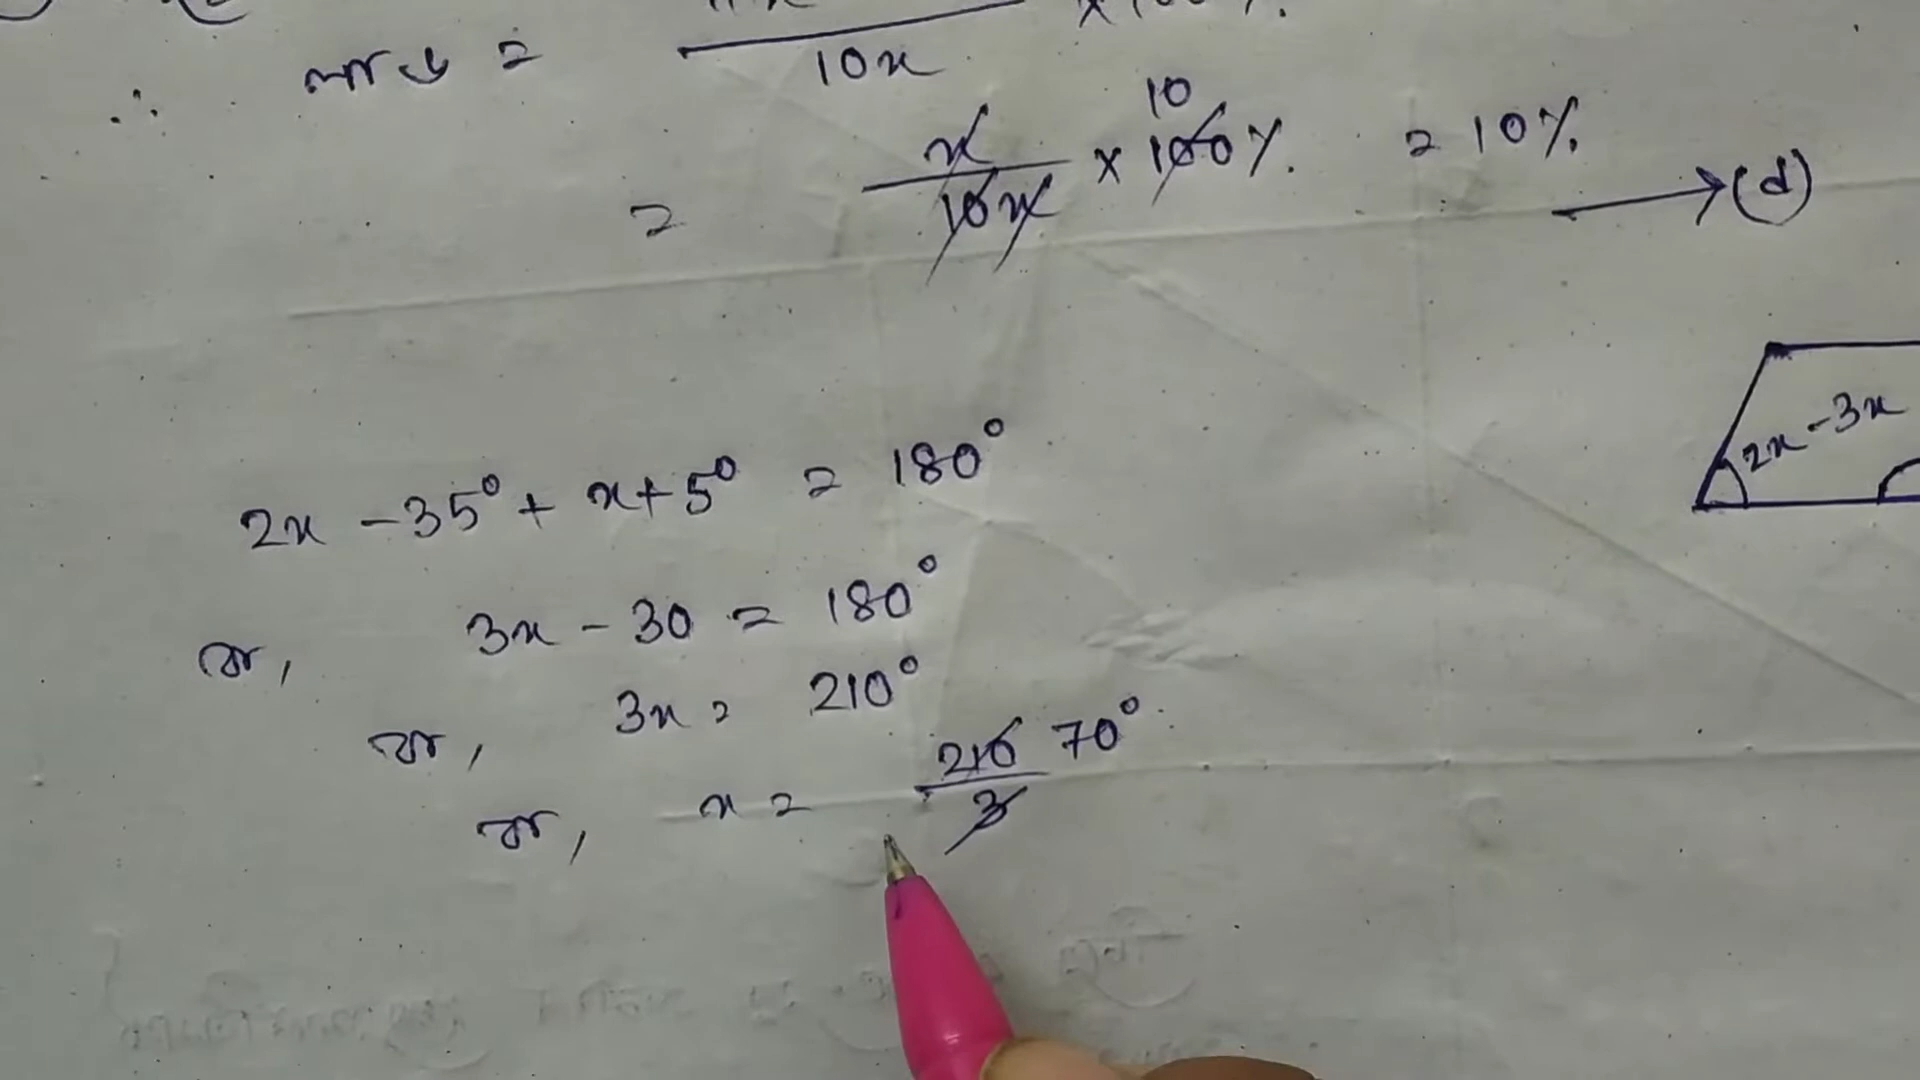 ∴ লাভ = /10x
= x/10x × 100% 10 = 10% → (d)
2x - 35° + x + 5° = 180°
2x - 3x
বা, 3x - 30 = 180°
বা, 3x = 210°
বা, x = 210/3 70°